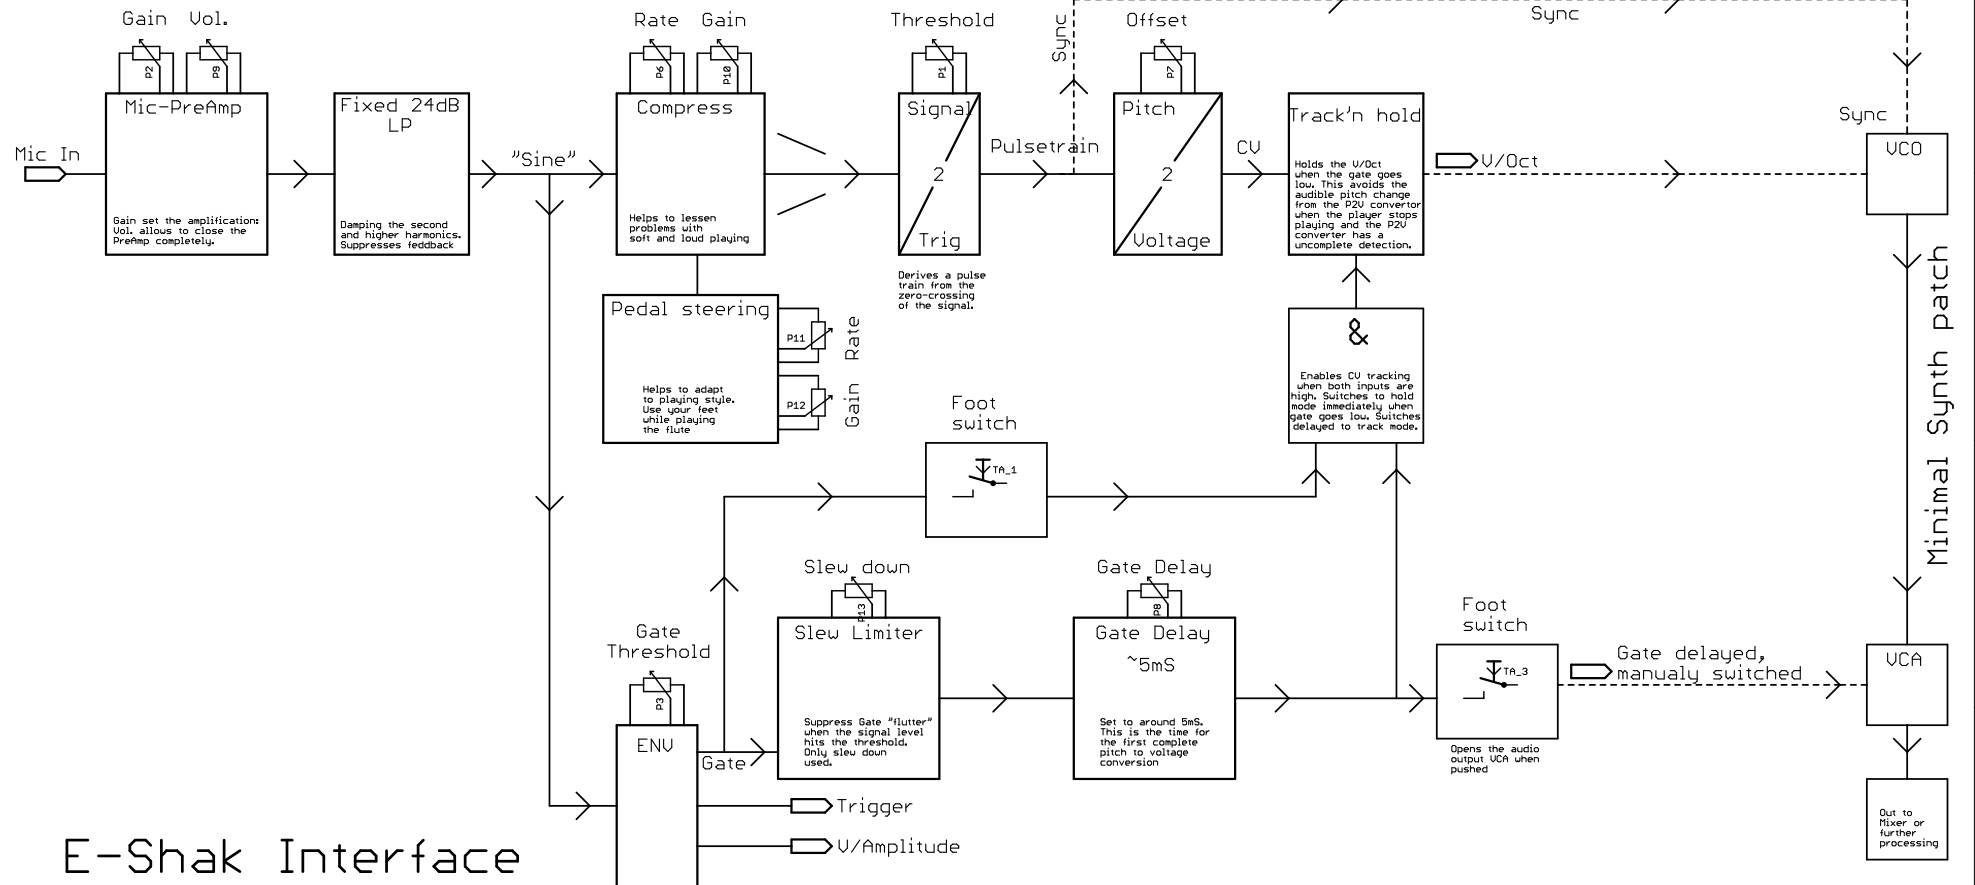 Gain Vol.
P2
P9
Mic-PreAmp
Mic In
Gain set the amplification:
Vol. allows to close the
PreAmp completely.
Fixed 24dB
LP
Damping the second
and higher harmonics.
Suppresses feddback
"Sine"
Rate Gain
P6
P10
Compress
Helps to lessen
problems with
soft and loud playing
Pedal steering
P11
Rate
P12
Gain
Helps to adapt
to playing style.
Use your feet
while playing
the flute
Threshold
P1
Signal
2
Trig
Derives a pulse
train from the
zero-crossing
of the signal.
Pulsetrain
Sync
Sync
Offset
P7
Pitch
2
Voltage
CV
Track'n hold
Holds the V/Oct
when the gate goes
low. This avoids the
audible pitch change
from the P2V convertor
when the player stops
playing and the P2V
converter has a
uncomplete detection.
V/Oct
Sync
VCO
&
Enables CV tracking
when both inputs are
high. Switches to hold
mode immediately when
gate goes low. Switches
delayed to track mode.
Foot
switch
TA_1
Minimal Synth patch
Slew down
P13
Slew Limiter
Suppress Gate "flutter"
when the signal level
hits the threshold.
Only slew down
used.
Gate Delay
P8
Gate Delay
~5mS
Set to around 5mS.
This is the time for
the first complete
pitch to voltage
conversion
Foot
switch
TA_3
Opens the audio
output VCA when
pushed
Gate delayed,
manualy switched
VCA
Out to
Mixer or
further
processing
Gate
Threshold
P3
ENV
Gate
Trigger
V/Amplitude
E-Shak Interface